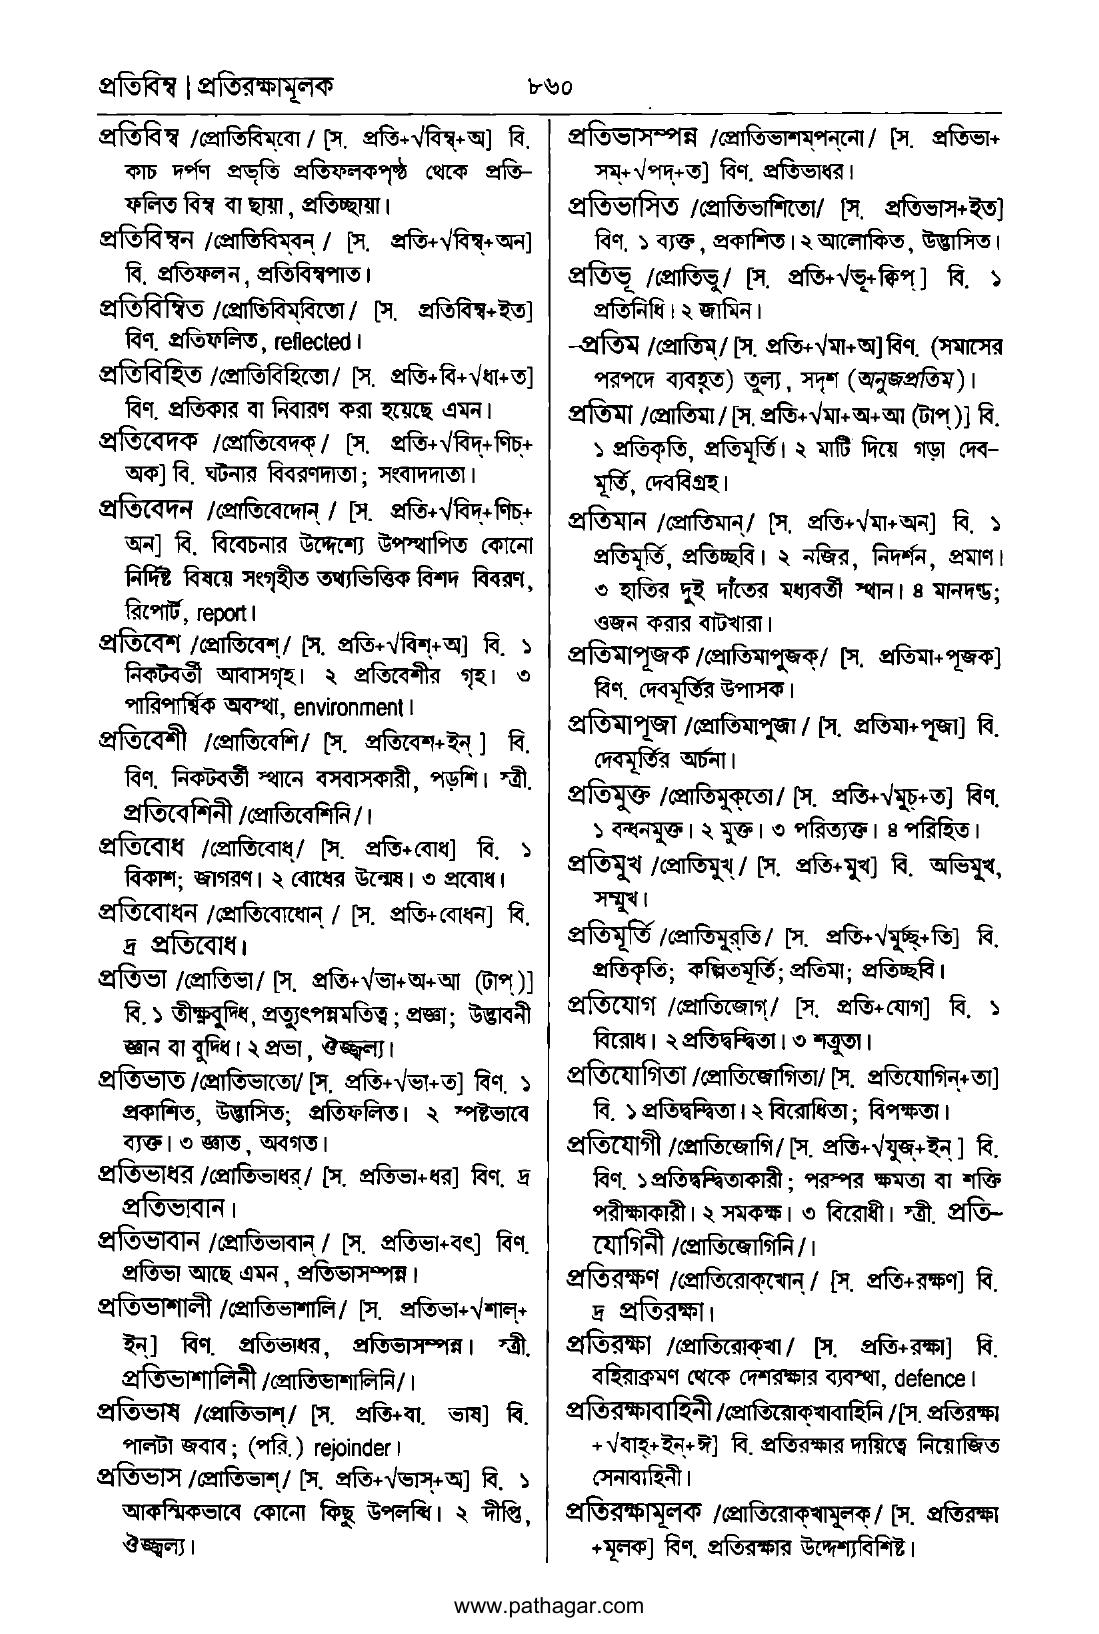 প্রতিবিম্ব | প্রতিরক্ষামূলক
৮৬০
প্রতিবিম্ব /প্রোতিবিম্‌বো / [স. প্রতি+√বিম্ব্‌+অ] বি.
কাচ দর্পণ প্রভৃতি প্রতিফলকপৃষ্ঠ থেকে প্রতি–
ফলিত বিম্ব বা ছায়া , প্রতিচ্ছায়া।
প্রতিবিম্বন /প্রোতিবিম্‌বন্‌ / [স. প্রতি+√বিম্ব্‌+অন]
বি. প্রতিফলন , প্রতিবিম্বপাত।
প্রতিবিম্বিত /প্রোতিবিম্‌বিতো / [স. প্রতিবিম্ব+ইত]
বিণ. প্রতিফলিত , reflected।
প্রতিবিহিত /প্রোতিবিহিতো/ [স. প্রতি+বি+√ধা+ত]
বিণ. প্রতিকার বা নিবারণ করা হয়েছে এমন।
প্রতিবেদক /প্রোতিবেদক্‌/ [স. প্রতি+√বিদ্‌+ণিচ্‌+
অক] বি. ঘটনার বিবরণদাতা ; সংবাদদাতা।
প্রতিবেদন /প্রোতিবেদোন্‌ / [স. প্রতি+√বিদ্‌+ণিচ্‌+
অন] বি. বিবেচনার উদ্দেশ্যে উপস্থাপিত কোনো
নির্দিষ্ট বিষয়ে সংগৃহীত তথ্যভিত্তিক বিশদ বিবরণ,
রিপোর্ট, report।
প্রতিবেশ /প্রোতিবেশ্‌/ [স. প্রতি+√বিশ্‌+অ] বি. ১
নিকটবর্তী আবাসগৃহ। ২ প্রতিবেশীর গৃহ। ৩
পারিপার্শ্বিক অবস্থা, environment।
প্রতিবেশী /প্রোতিবেশি/ [স. প্রতিবেশ+ইন্‌ ] বি.
বিণ. নিকটবর্তী স্থানে বসবাসকারী, পড়শি। স্ত্রী.
প্রতিবেশিনী /প্রোতিবেশিনি /।
প্রতিবোধ /প্রোতিবোধ্‌/ [স. প্রতি+বোধ] বি. ১
বিকাশ; জাগরণ। ২ বোধের উন্মেষ। ৩ প্রবোধ।
প্রতিবোধন /প্রোতিবোধোন্‌ / [স. প্রতি+বোধন] বি.
দ্র প্রতিবোধ।
প্রতিভা /প্রোতিভা/ [স. প্রতি+√ভা+অ+আ (টাপ্‌)]
বি. ১ তীক্ষ্ণবুদ্ধি, প্রত্যুৎপন্নমতিত্ব ; প্রজ্ঞা; উদ্ভাবনী
জ্ঞান বা বুদ্ধি। ২ প্রভা , ঔজ্জ্বল্য।
প্রতিভাত /প্রোতিভাতো/ [স. প্রতি+√ভা+ত] বিণ. ১
প্রকাশিত, উদ্ভাসিত; প্রতিফলিত। ২ স্পষ্টভাবে
ব্যক্ত। ৩ জ্ঞাত , অবগত।
প্রতিভাধর /প্রোতিভাধর্‌/ [স. প্রতিভা+ধর] বিণ. দ্র
প্রতিভাবান।
প্রতিভাবান /প্রোতিভাবান্‌ / [স. প্রতিভা+বৎ] বিণ.
প্রতিভা আছে এমন , প্রতিভাসম্পন্ন।
প্রতিভাশালী /প্রোতিভাশালি/ [স. প্রতিভা+√শাল্‌+
ইন্‌] বিণ. প্রতিভাধর, প্রতিভাসম্পন্ন। স্ত্রী.
প্রতিভাশালিনী /প্রোতিভাশালিনি/।
প্রতিভাষ /প্রোতিভাশ্‌/ [স. প্রতি+বা. ভাষ] বি.
পালটা জবাব ; (পরি.) rejoinder।
প্রতিভাস /প্রোতিভাশ্‌/ [স. প্রতি+√ভাস্‌+অ] বি. ১
আকস্মিকভাবে কোনো কিছু উপলব্ধি। ২ দীপ্তি,
ঔজ্জ্বল্য।
প্রতিভাসম্পন্ন /প্রোতিভাশম্‌পন্‌নো/ [স. প্রতিভা+
সম্‌+√পদ্‌+ত] বিণ. প্রতিভাধর।
প্রতিভাসিত /প্রোতিভাশিতো/ [স. প্রতিভাস+ইত]
বিণ. ১ ব্যক্ত , প্রকাশিত। ২ আলোকিত, উদ্ভাসিত।
প্রতিভূ /প্রোতিভু/ [স. প্রতি+√ভূ+ক্বিপ্‌ ] বি. ১
প্রতিনিধি। ২ জামিন।
–প্রতিম /প্রোতিম্‌/ [স. প্রতি+√মা+অ] বিণ. (সমাসের
পরপদে ব্যবহৃত) তুল্য , সদৃশ (অনুজপ্রতিম)।
প্রতিমা /প্রোতিমা / [স. প্রতি+√মা+অ+আ (টাপ্‌)] বি.
১ প্রতিকৃতি, প্রতিমূর্তি। ২ মাটি দিয়ে গড়া দেব–
মূর্তি, দেববিগ্রহ।
প্রতিমান /প্রোতিমান্‌/ [স. প্রতি+√মা+অন] বি. ১
প্রতিমূর্তি, প্রতিচ্ছবি। ২ নজির, নিদর্শন, প্রমাণ।
৩ হাতির দুই দাঁতের মধ্যবর্তী স্থান। ৪ মানদণ্ড;
ওজন করার বাটখারা।
প্রতিমাপূজক /প্রোতিমাপুজক্‌/ [স. প্রতিমা+পূজক]
বিণ. দেবমূর্তির উপাসক।
প্রতিমাপূজা /প্রোতিমাপুজা / [স. প্রতিমা+পূজা] বি.
দেবমূর্তির অর্চনা।
প্রতিমুক্ত /প্রোতিমুক্‌তো/ [স. প্রতি+√মুচ্‌+ত] বিণ.
১ বন্ধনমুক্ত। ২ মুক্ত। ৩ পরিত্যক্ত। ৪ পরিহিত।
প্রতিমুখ /প্রোতিমুখ্‌/ [স. প্রতি+মুখ] বি. অভিমুখ,
সম্মুখ।
প্রতিমূর্তি /প্রোতিমুর্‌তি/ [স. প্রতি+√মূর্চ্ছ্‌+তি] বি.
প্রতিকৃতি; কল্পিতমূর্তি; প্রতিমা; প্রতিচ্ছবি।
প্রতিযোগ /প্রোতিজোগ্‌/ [স. প্রতি+যোগ] বি. ১
বিরোধ। ২ প্রতিদ্বন্দ্বিতা। ৩ শত্রুতা।
প্রতিযোগিতা /প্রোতিজোগিতা/ [স. প্রতিযোগিন্‌+তা]
বি. ১ প্রতিদ্বন্দ্বিতা। ২ বিরোধিতা ; বিপক্ষতা।
প্রতিযোগী /প্রোতিজোগি/ [স. প্রতি+√যুজ্‌+ইন্‌ ] বি.
বিণ. ১ প্রতিদ্বন্দ্বিতাকারী ; পরস্পর ক্ষমতা বা শক্তি
পরীক্ষাকারী। ২ সমকক্ষ। ৩ বিরোধী। স্ত্রী. প্রতি–
যোগিনী /প্রোতিজোগিনি /।
প্রতিরক্ষণ /প্রোতিরোক্‌খোন্‌/ [স. প্রতি+রক্ষণ] বি.
দ্র প্রতিরক্ষা।
প্রতিরক্ষা /প্রোতিরোক্‌খা/ [স. প্রতি+রক্ষা] বি.
বহিরাক্রমণ থেকে দেশরক্ষার ব্যবস্থা, defence।
প্রতিরক্ষাবাহিনী /প্রোতিরোক্‌খাবাহিনি /[স. প্রতিরক্ষা
+√বাহ্‌+ইন্‌+ঈ] বি. প্রতিরক্ষার দায়িত্বে নিয়োজিত
সেনাবাহিনী।
প্রতিরক্ষামূলক /প্রোতিরোক্‌খামূলক্‌/ [স. প্রতিরক্ষা
+মূলক] বিণ. প্রতিরক্ষার উদ্দেশ্যবিশিষ্ট।
www.pathagar.com